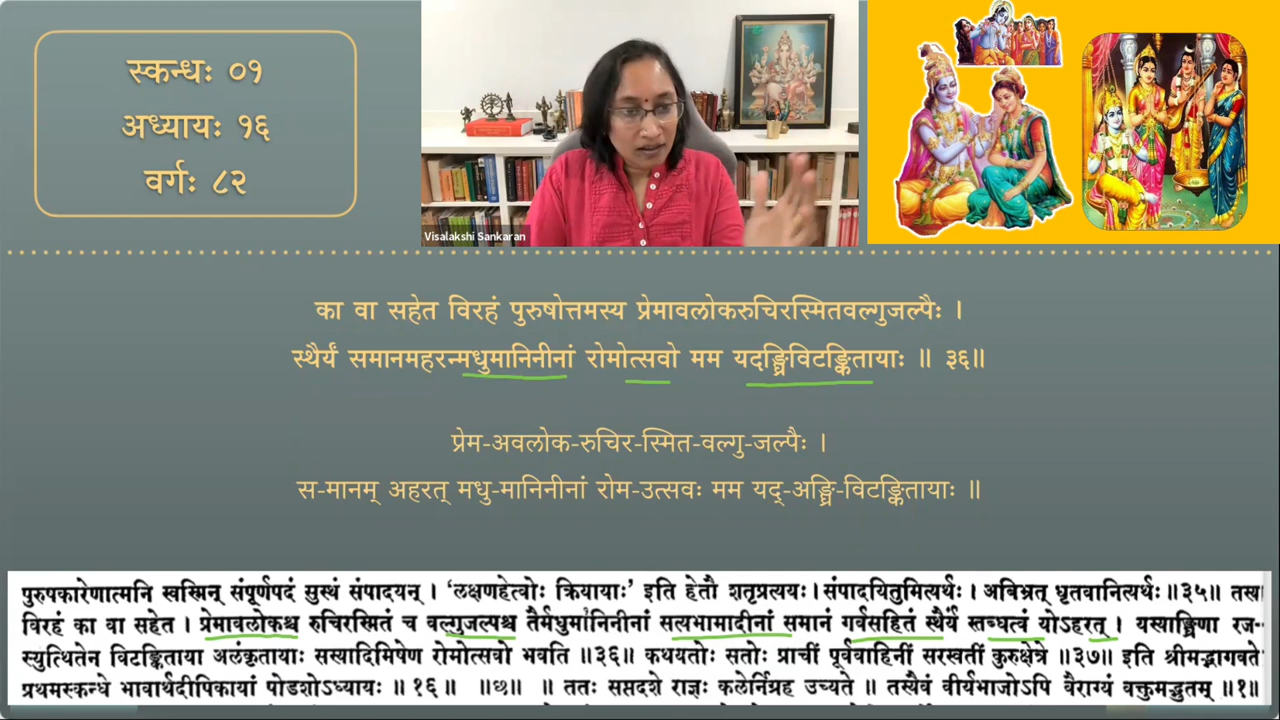 स्कन्धः ०१
अध्यायः १६
वर्गः ८२
Visalakshi Sankaran
का वा सहेत विरहं पुरुषोत्तमस्य प्रेमावलोकरुचिरस्मितवल्गुजल्पैः ।
स्थैर्यं समानमहरन्मधुमानिनीनां रोमोत्सवो मम यदङ्घ्रिविटङ्कितायाः ॥ ३६॥
प्रेम-अवलोक-रुचिर-स्मित-वल्गु-जल्पैः ।
स-मानम् अहरत् मधु-मानिनीनां रोम-उत्सवः मम यद्-अङ्घ्रि-विटङ्कितायाः ॥
पुरुषकारेणात्मनि स्वस्मिन् संपूर्णपदं सुस्थं संपादयन् । 'लक्षणहेत्वोः क्रियायाः' इति हेतौ शतृप्रत्ययः । संपादयितुमित्यर्थः । अबिभ्रत् धृतवानित्यर्थः ॥३५॥ तस्य
विरहं का वा सहेत । प्रेमावलोकश्च रुचिरस्मितं च वल्गुजल्पश्च तैर्मधुमानिनीनां सत्यभामादीनां समानं गर्वसहितं स्थैर्यं स्तब्धत्वं योऽहरत् । यस्याङ्घ्रिणा रज-
स्युत्थितेन विटङ्किताया अलंकृतायाः सस्यादिमिषेण रोमोत्सवो भवति ॥३६॥ कथयतोः सतोः प्राचीं पूर्ववाहिनीं सरस्वतीं कुरुक्षेत्रे ॥३७॥ इति श्रीमद्भागवते
प्रथमस्कन्धे भावार्थदीपिकायां षोडशोऽध्यायः ॥ १६ ॥ ॥छ॥ ॥ ततः सप्तदशे राज्ञः कलेर्निग्रह उच्यते ॥ तस्यैवं वीर्यभाजोऽपि वैराग्यं वक्तुमद्भुतम् ॥१॥